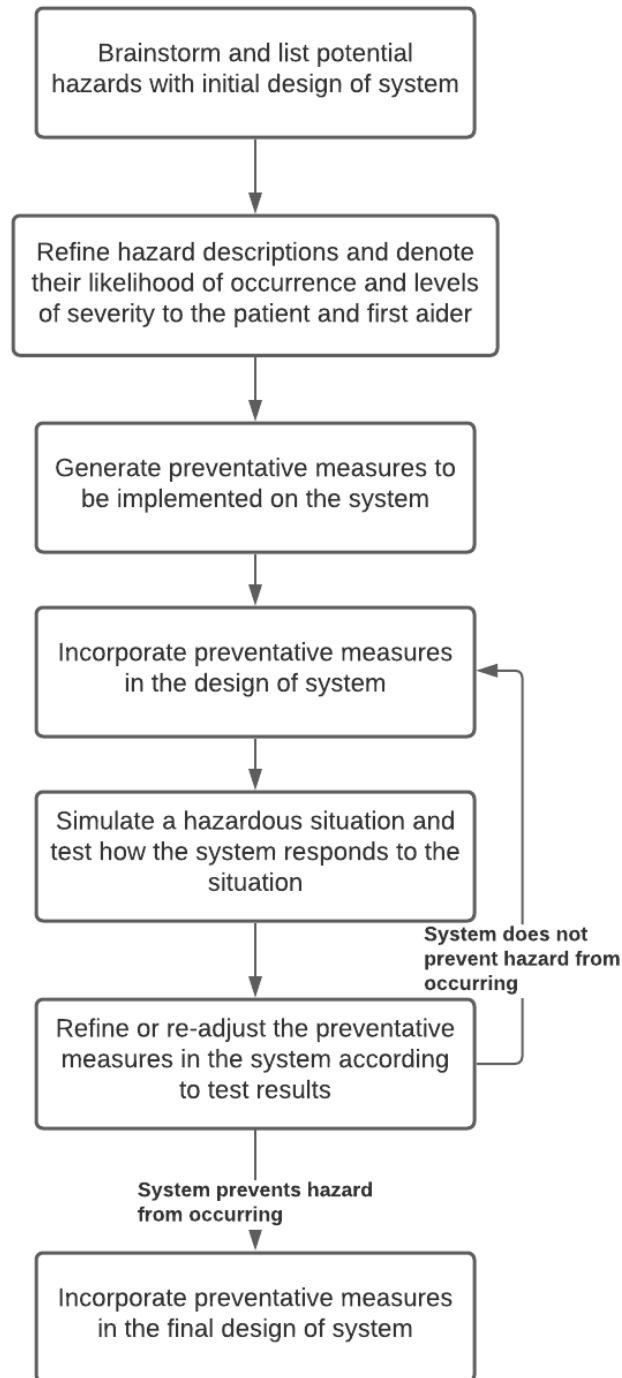 Brainstorm and list potential
hazards with initial design of system
Refine hazard descriptions and denote
their likelihood of occurrence and levels
of severity to the patient and first aider
Generate preventative measures to
be implemented on the system
Incorporate preventative measures
in the design of system
Simulate a hazardous situation and
test how the system responds to the
situation
System does not
prevent hazard from
occurring
Refine or re-adjust the preventative
measures in the system according
to test results
System prevents hazard
from occurring
Incorporate preventative measures
in the final design of system